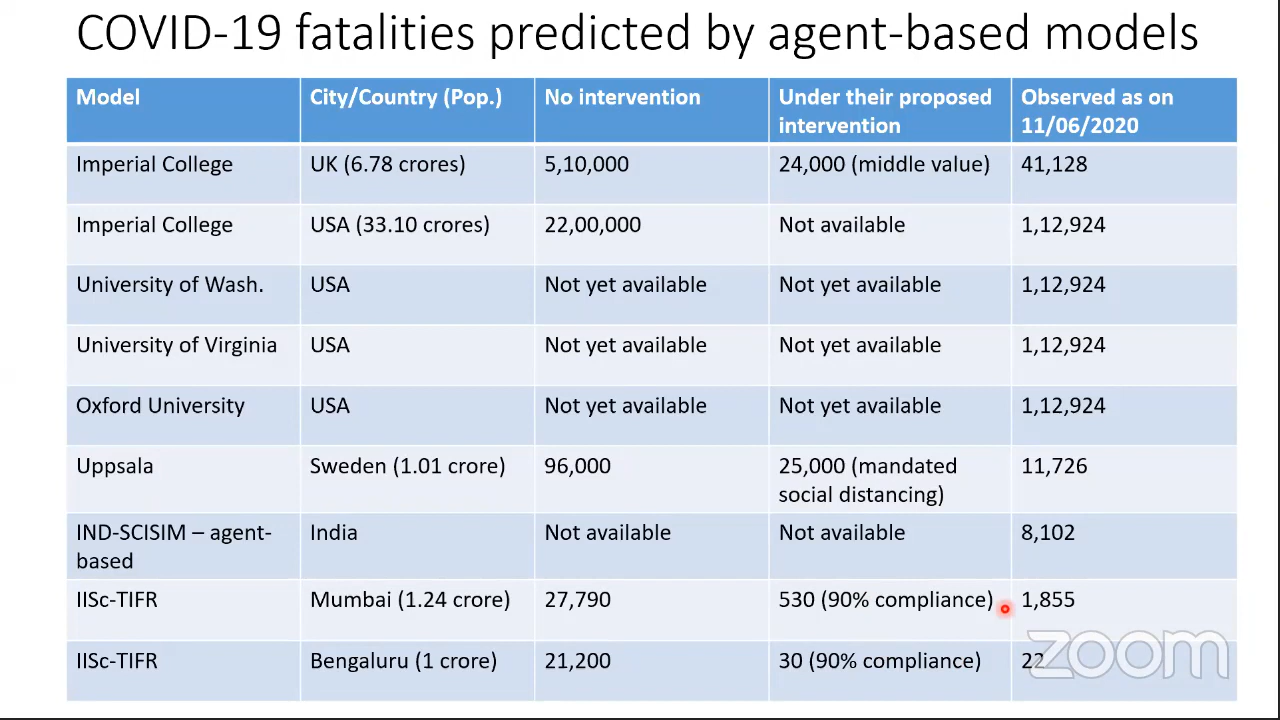 COVID-19 fatalities predicted by agent-based models
Model City/Country (Pop.) No intervention Under their proposed intervention Observed as on 11/06/2020
Imperial College UK (6.78 crores) 5,10,000 24,000 (middle value) 41,128
Imperial College USA (33.10 crores) 22,00,000 Not available 1,12,924
University of Wash. USA Not yet available Not yet available 1,12,924
University of Virginia USA Not yet available Not yet available 1,12,924
Oxford University USA Not yet available Not yet available 1,12,924
Uppsala Sweden (1.01 crore) 96,000 25,000 (mandated social distancing) 11,726
IND-SCISIM – agent-based India Not available Not available 8,102
IISc-TIFR Mumbai (1.24 crore) 27,790 530 (90% compliance) 1,855
IISc-TIFR Bengaluru (1 crore) 21,200 30 (90% compliance) 22
zoom